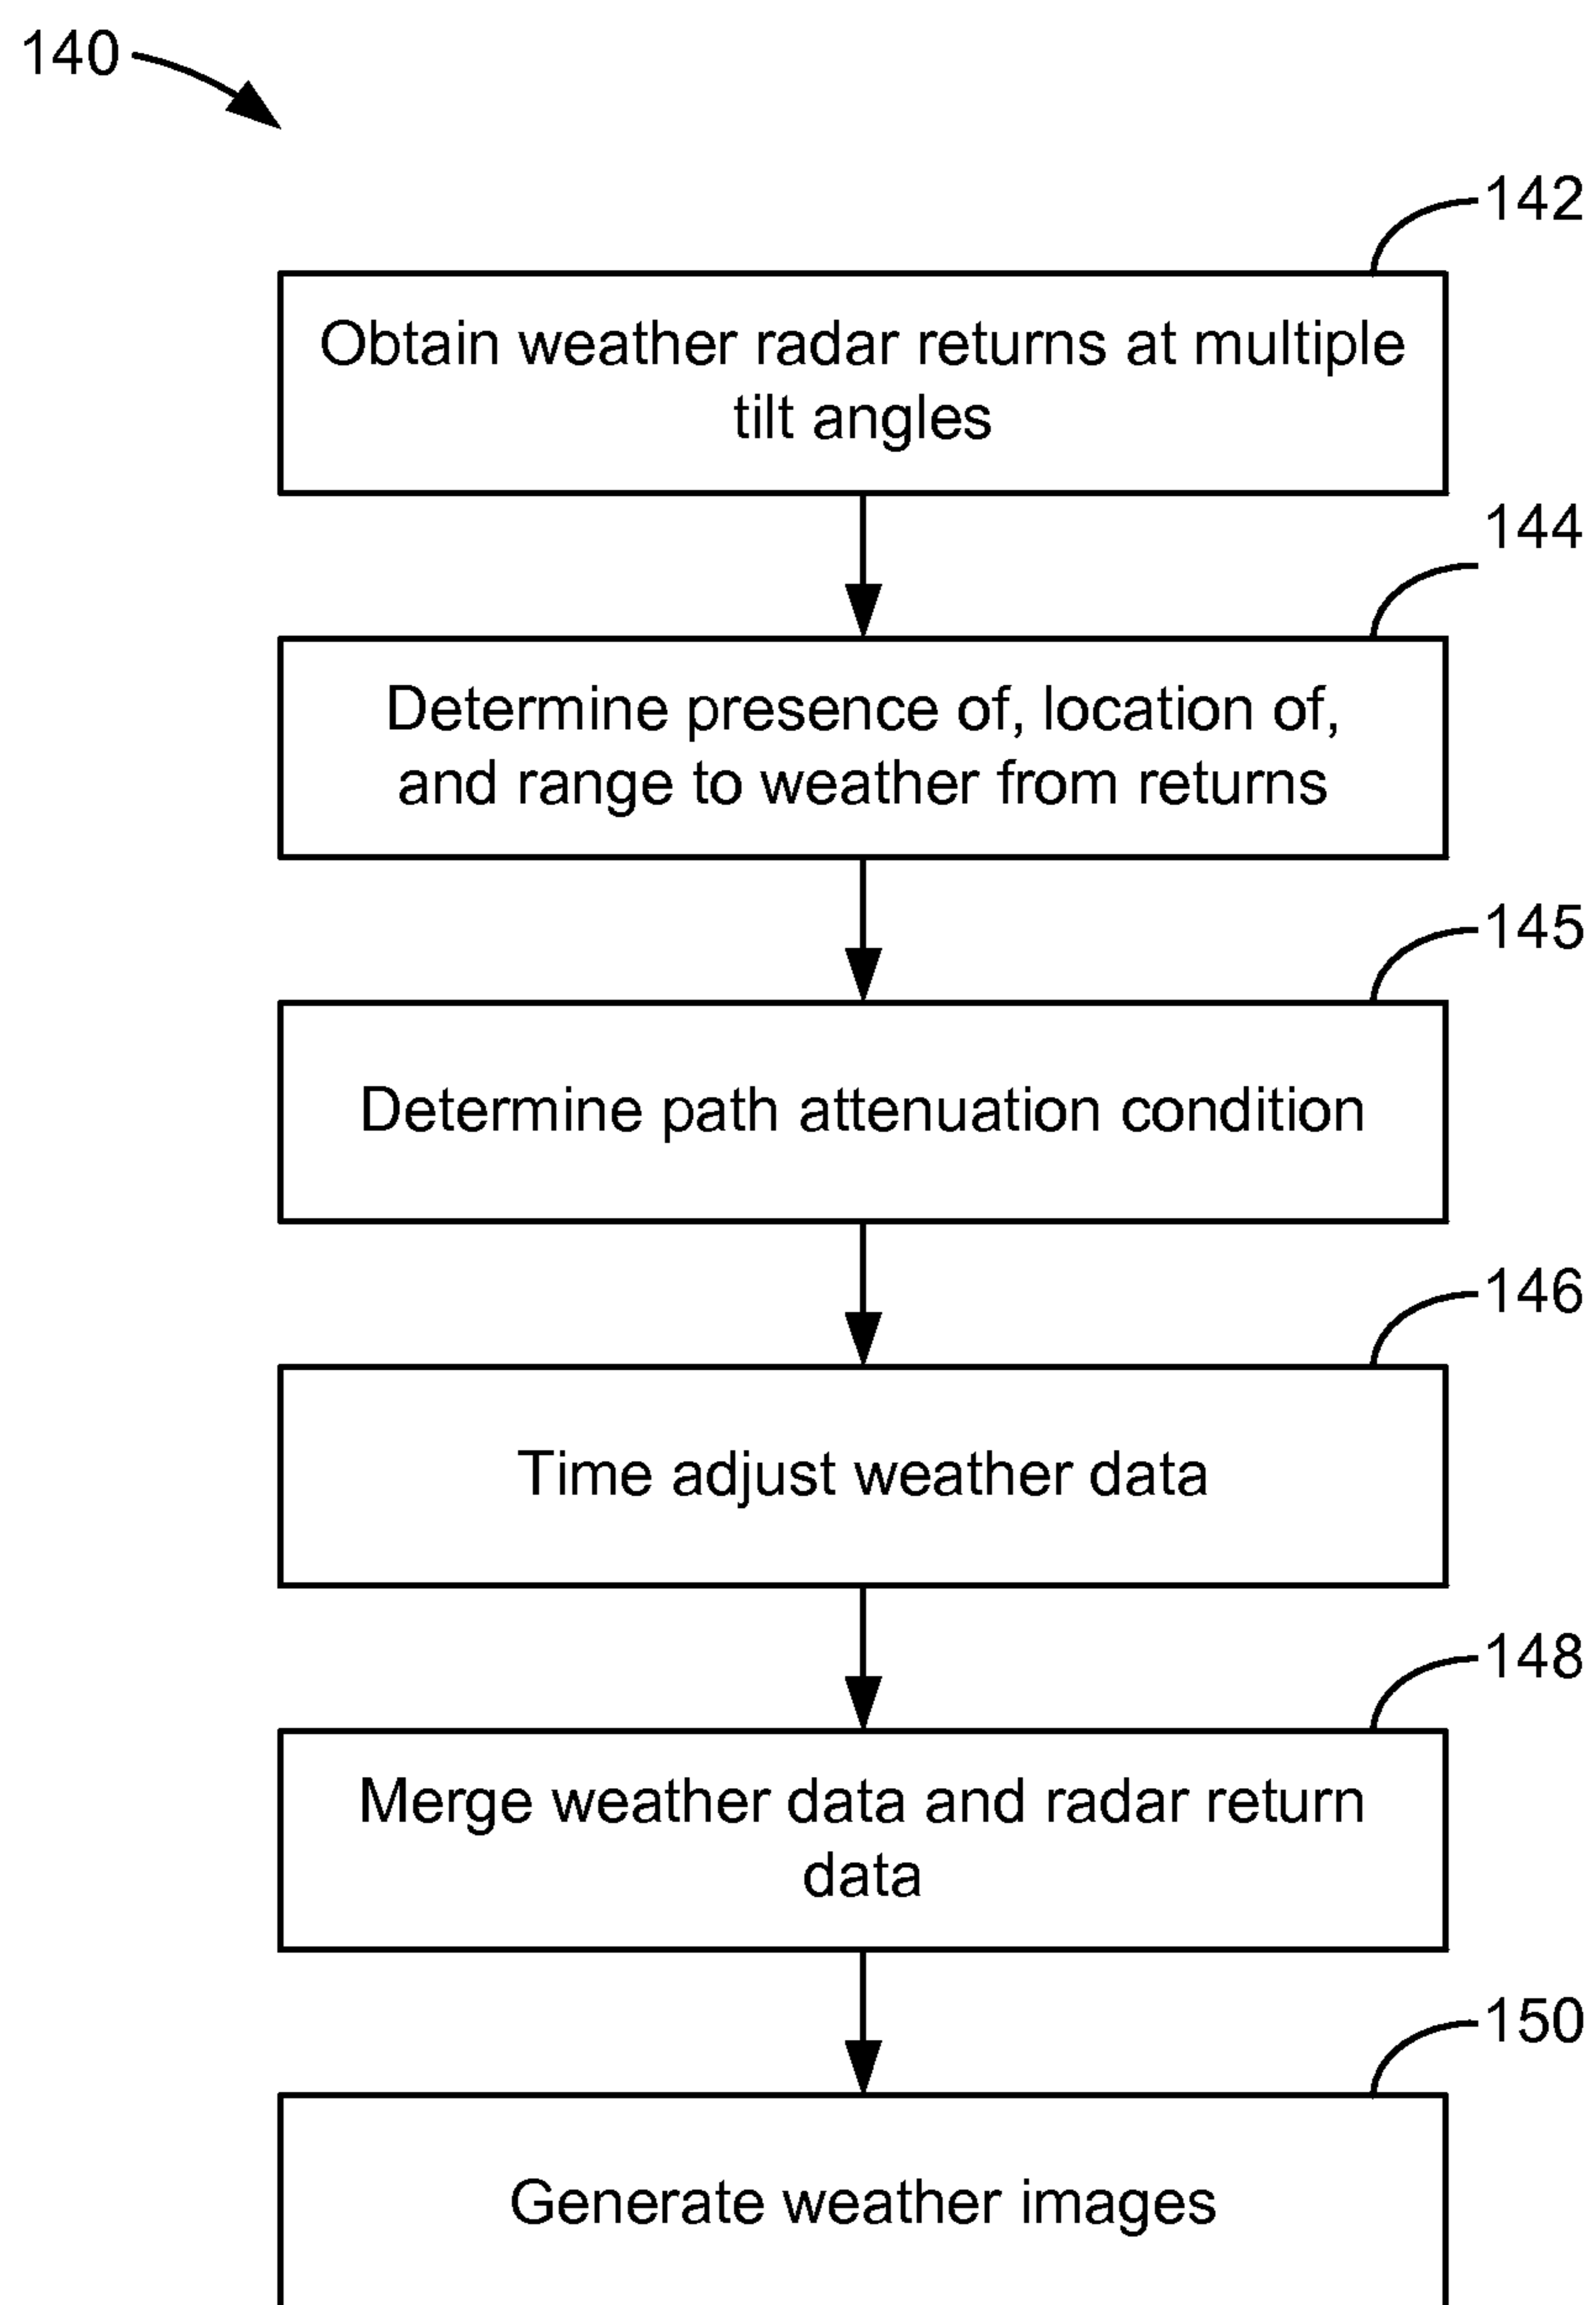 140
142
Obtain weather radar returns at multiple
tilt angles
144
Determine presence of, location of,
and range to weather from returns
145
Determine path attenuation condition
146
Time adjust weather data
148
Merge weather data and radar return
data
150
Generate weather images